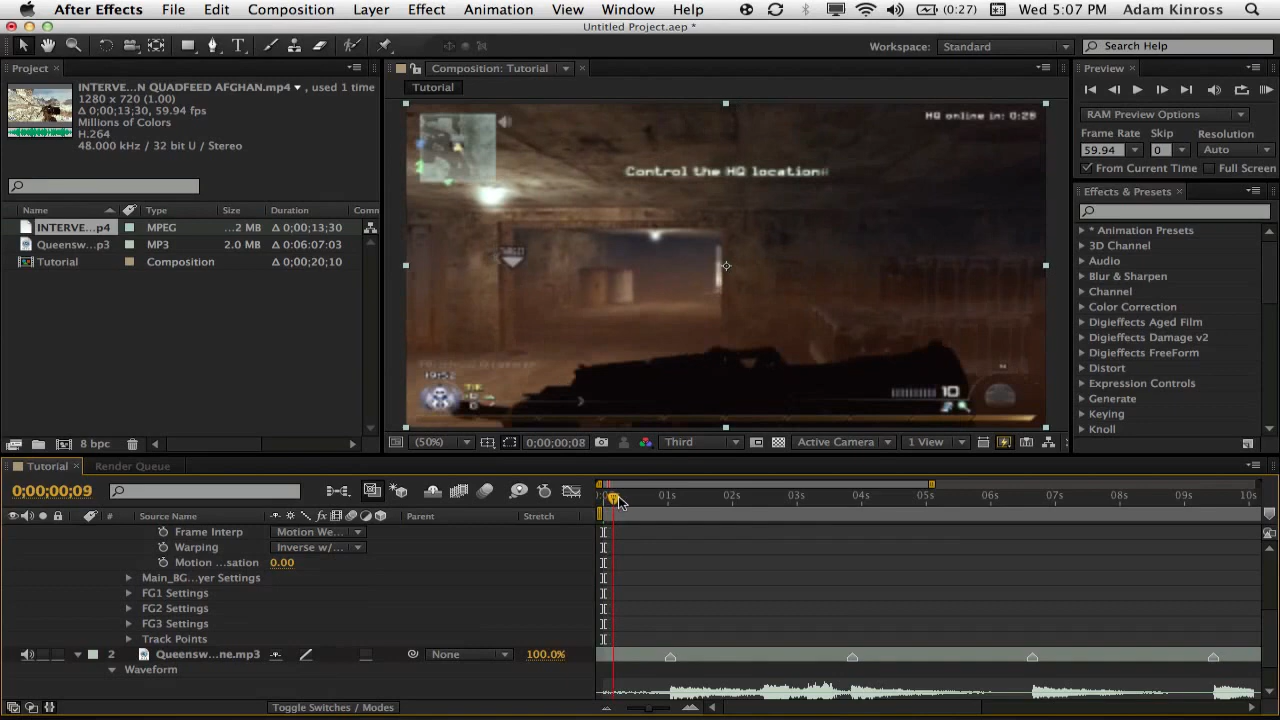 After Effects File Edit Composition Layer Effect Animation View Window Help (0:27) Wed 5:07 PM Adam Kinross
Untitled Project.aep *
T Workspace: Standard Search Help
Project
INTERVE...N QUADFEED AFGHAN.mp4 , used 1 time
1280 x 720 (1.00)
Δ 0;00;13;30, 59.94 fps
Millions of Colors
H.264
48.000 kHz / 32 bit U / Stereo
Name Type Size Duration Comm
INTERVE...p4 MPEG ...2 MB Δ 0;00;13;30
Queensw...p3 MP3 2.0 MB Δ 0:06:07:03
Tutorial Composition Δ 0;00;20;10
8 bpc
Composition: Tutorial
Tutorial
HQ online in: 0:28
Control the HQ location!
19:52
10
(50%) 0;00;00;08 Third Active Camera 1 View
Preview
RAM Preview Options
Frame Rate Skip Resolution
59.94 0 Auto
From Current Time Full Screen
Effects & Presets
* Animation Presets
3D Channel
Audio
Blur & Sharpen
Channel
Color Correction
Digieffects Aged Film
Digieffects Damage v2
Digieffects FreeForm
Distort
Expression Controls
Generate
Keying
Knoll
Tutorial Render Queue
0;00;00;09
01s 02s 03s 04s 05s 06s 07s 08s 09s 10s
Source Name Parent Stretch
Frame Interp Motion We...
Warping Inverse w/...
Motion ...sation 0.00
Main_BG...yer Settings
FG1 Settings
FG2 Settings
FG3 Settings
Track Points
2 Queensw...ne.mp3 None 100.0%
Waveform
Toggle Switches / Modes